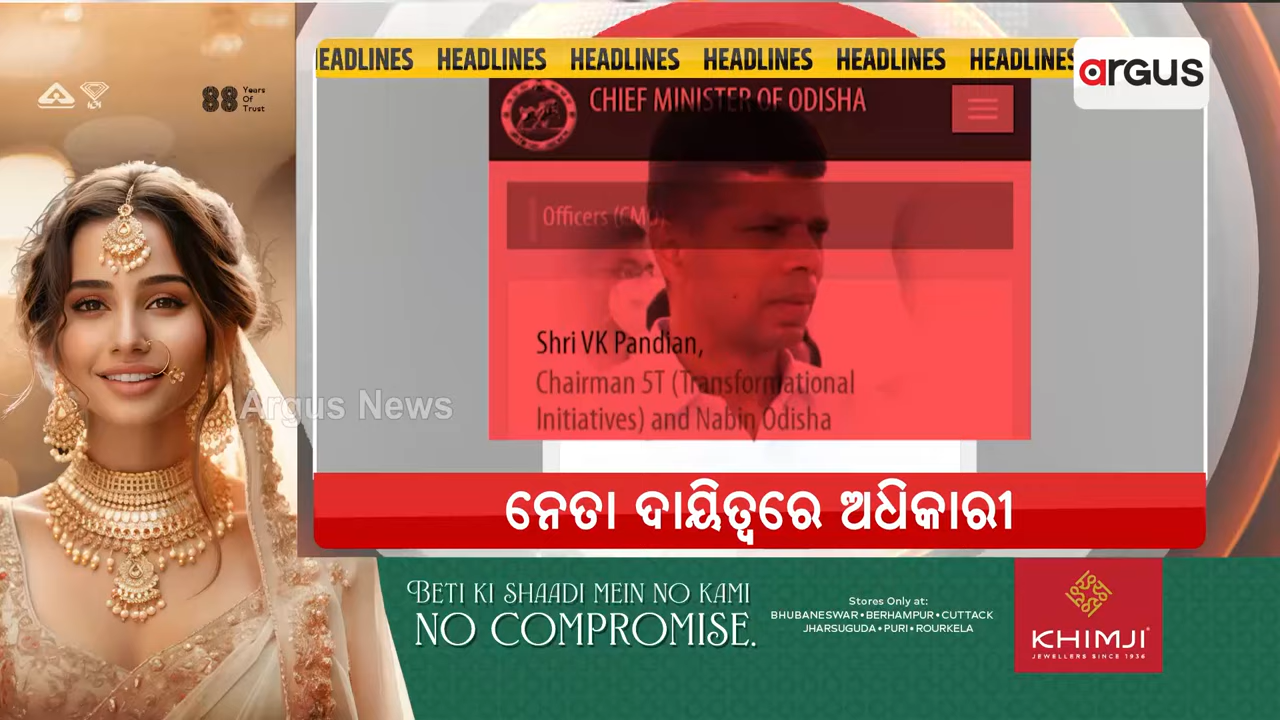 EADLINES HEADLINES HEADLINES HEADLINES HEADLINES HEADLINES
argus
88 Years
Of
Trust
CHIEF MINISTER OF ODISHA
Officers (CMO)
Shri VK Pandian,
Chairman 5T (Transformational
Initiatives) and Nabin Odisha
Argus News
ନେତା ଦାୟିତ୍ୱରେ ଅଧିକାରୀ
BETI KI SHAADI MEIN NO KAMI
NO COMPROMISE.
Stores Only at:
BHUBANESWAR • BERHAMPUR • CUTTACK
JHARSUGUDA • PURI • ROURKELA
KHIMJI
JEWELLERS SINCE 1936